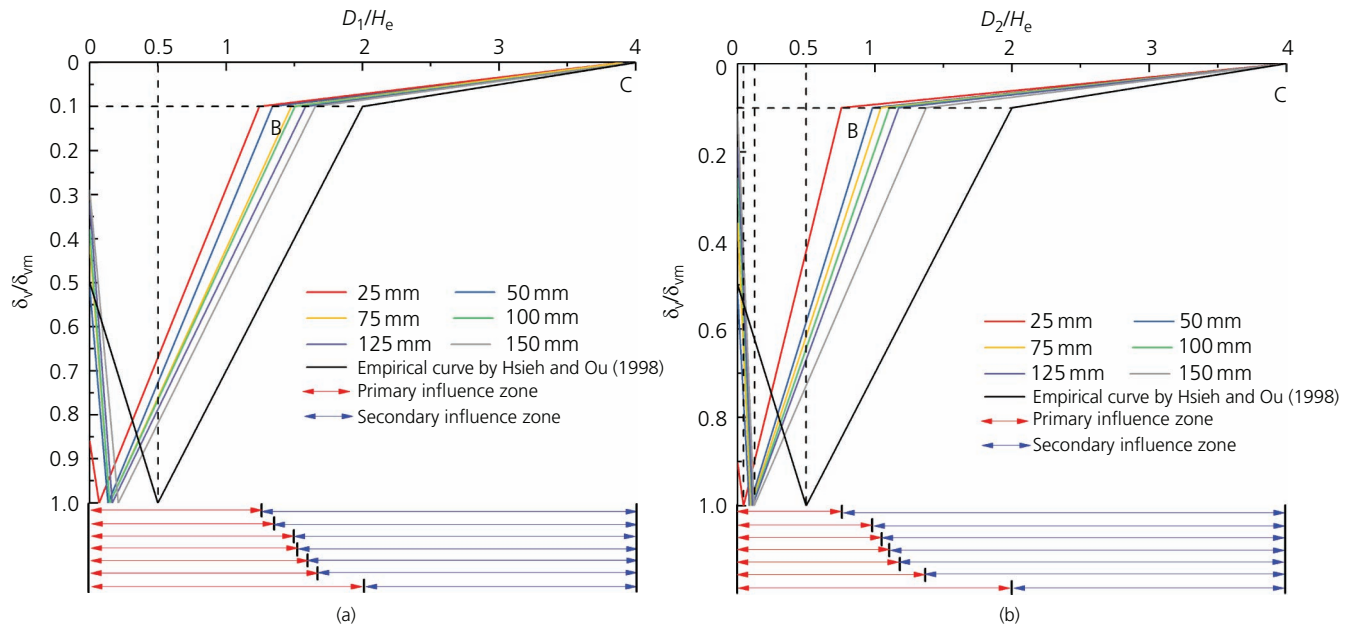 D₁/Hₑ
0 0.5 1 2 3 4
0
0.1
0.2
0.3
0.4
0.5
0.6
0.7
0.8
0.9
1.0
δᵥ/δᵥₘ
B
C
25 mm 50 mm
75 mm 100 mm
125 mm 150 mm
Empirical curve by Hsieh and Ou (1998)
Primary influence zone
Secondary influence zone
(a)
D₂/Hₑ
0 0.5 1 2 3 4
0
0.2
0.4
0.6
0.8
1.0
δᵥ/δᵥₘ
B
C
25 mm 50 mm
75 mm 100 mm
125 mm 150 mm
Empirical curve by Hsieh and Ou (1998)
Primary influence zone
Secondary influence zone
(b)